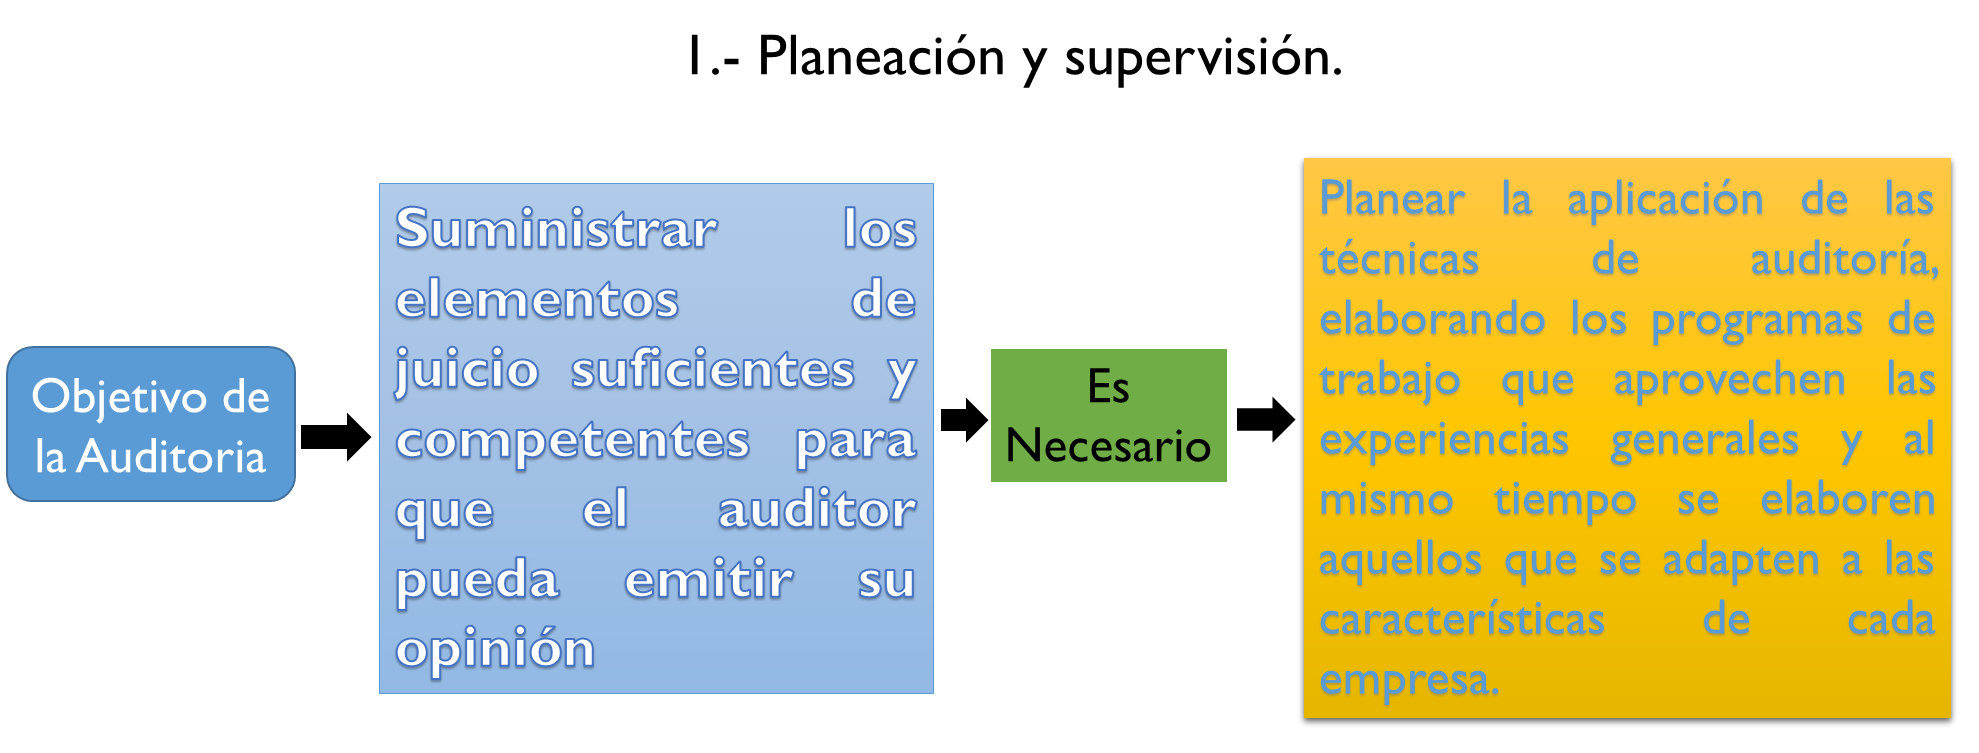 1.- Planeación y supervisión.
Objetivo de
la Auditoria
Suministrar los
elementos de
juicio suficientes y
competentes para
que el auditor
pueda emitir su
opinión
Es
Necesario
Planear la aplicación de las
técnicas de auditoría,
elaborando los programas de
trabajo que aprovechen las
experiencias generales y al
mismo tiempo se elaboren
aquellos que se adapten a las
características de cada
empresa.